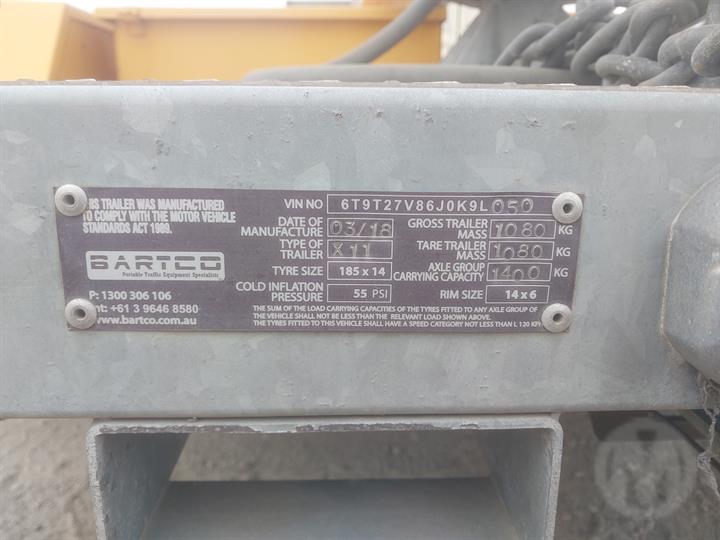 THIS TRAILER WAS MANUFACTURED
TO COMPLY WITH THE MOTOR VEHICLE
STANDARDS ACT 1989.
BARTCO
Portable Traffic Equipment Specialists
P: 1300 306 106
Int: +61 3 9646 8580
www.bartco.com.au
VIN NO 6T9T27V86J0K9L050
DATE OF MANUFACTURE 03/18
GROSS TRAILER MASS 1080 KG
TYPE OF TRAILER X11
TARE TRAILER MASS 1080 KG
TYRE SIZE 185 x 14
AXLE GROUP CARRYING CAPACITY 1400 KG
COLD INFLATION PRESSURE 55 PSI
RIM SIZE 14 x 6
THE SUM OF THE LOAD CARRYING CAPACITIES OF THE TYRES FITTED TO ANY AXLE GROUP OF
THE VEHICLE SHALL NOT BE LESS THAN THE RELEVANT LOAD SHOWN ABOVE.
THE TYRES FITTED TO THIS VEHICLE SHALL HAVE A SPEED CATEGORY NOT LESS THAN L 120 KPH
M